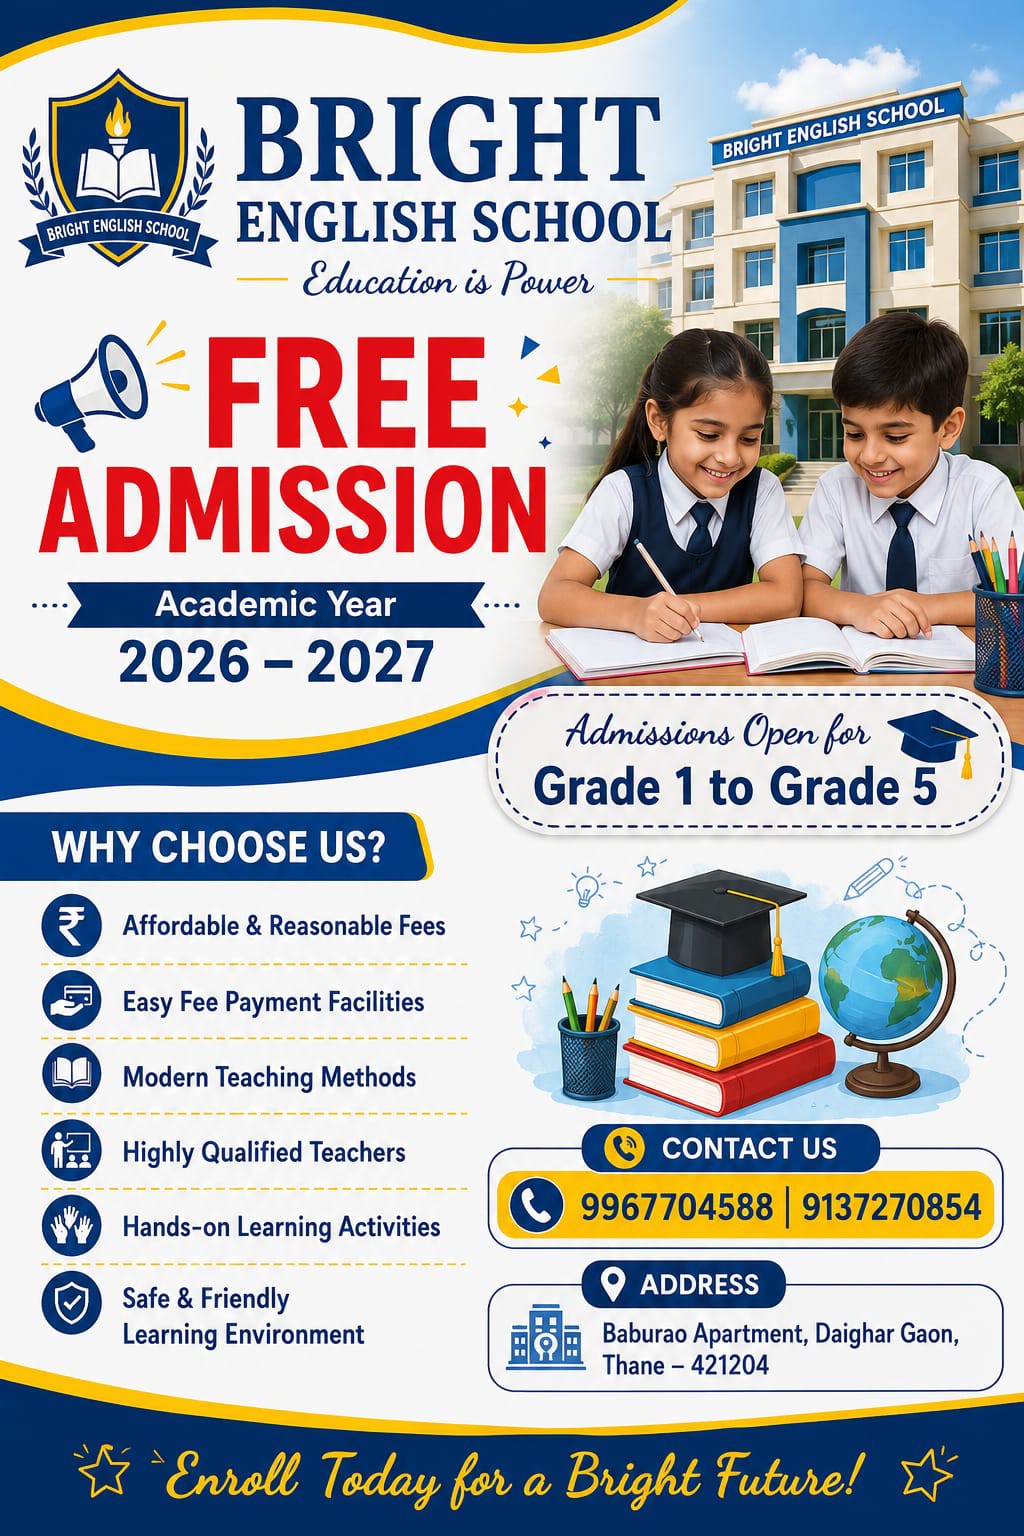 BRIGHT ENGLISH SCHOOL
BRIGHT
ENGLISH SCHOOL
Education is Power
BRIGHT ENGLISH SCHOOL
FREE
ADMISSION
Academic Year
2026 – 2027
Admissions Open for
Grade 1 to Grade 5
WHY CHOOSE US?
₹
Affordable & Reasonable Fees
Easy Fee Payment Facilities
Modern Teaching Methods
Highly Qualified Teachers
Hands-on Learning Activities
Safe & Friendly
Learning Environment
CONTACT US
9967704588 | 9137270854
ADDRESS
Baburao Apartment, Daighar Gaon,
Thane – 421204
Enroll Today for a Bright Future!